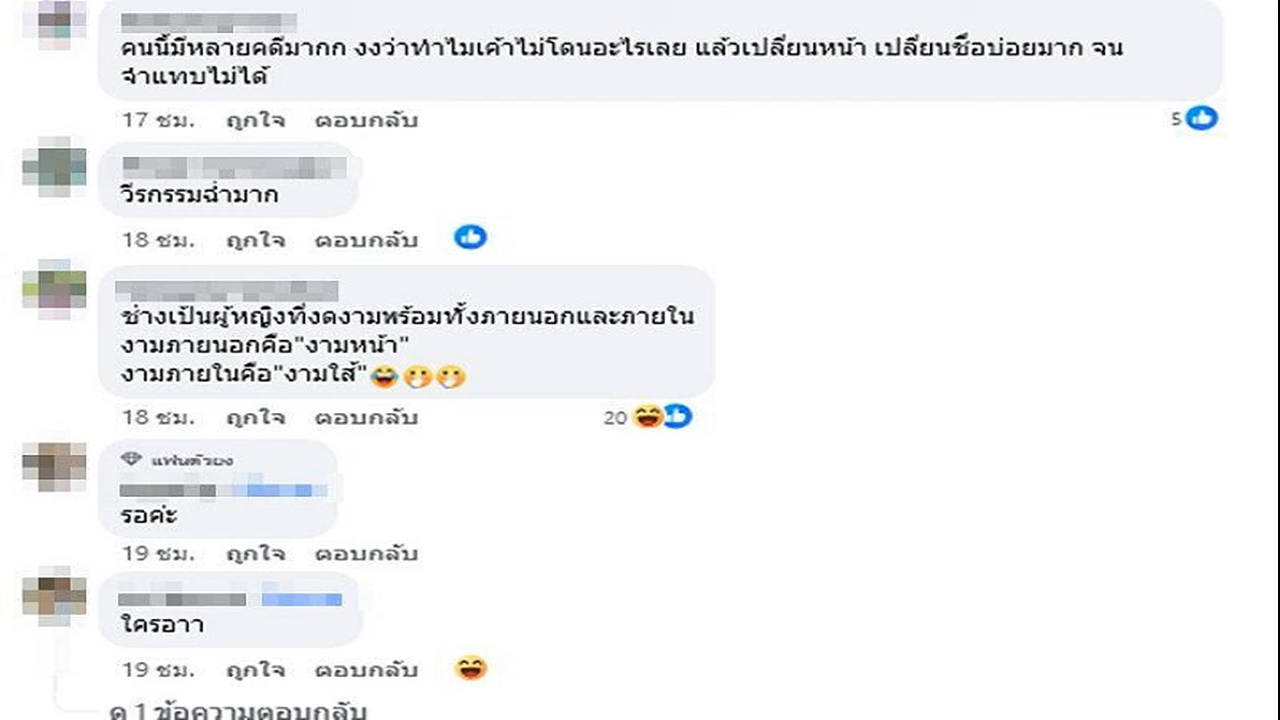 คนนี้มีหลายคดีมากก งงว่าทำไมเค้าไม่โดนอะไรเลย แล้วเปลี่ยนหน้า เปลี่ยนชื่อบ่อยมาก จน
จำแทบไม่ได้
17 ชม. ถูกใจ ตอบกลับ 5
วีรกรรมฉ่ำมาก
18 ชม. ถูกใจ ตอบกลับ
ช่างเป็นผู้หญิงที่งดงามพร้อมทั้งภายนอกและภายใน
งามภายนอกคือ"งามหน้า"
งามภายในคือ"งามใส้"😂🤭🤭
18 ชม. ถูกใจ ตอบกลับ 20
แฟนตัวยง
รอค่ะ
19 ชม. ถูกใจ ตอบกลับ
ใครอาา
19 ชม. ถูกใจ ตอบกลับ
ดู 1 ข้อความตอบกลับ